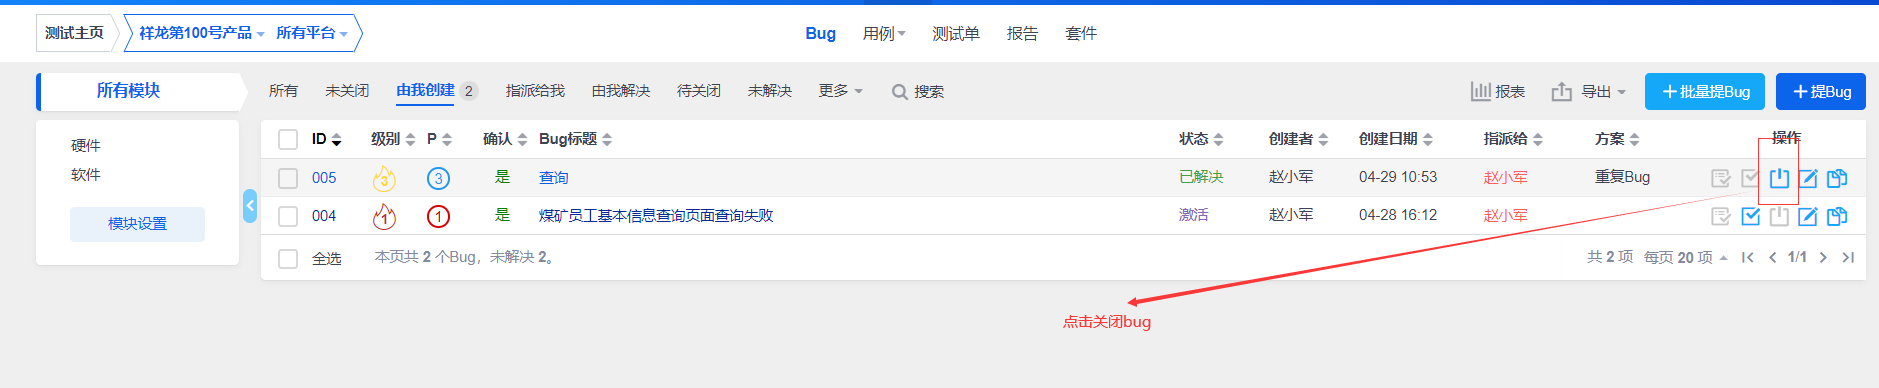 测试主页 祥龙第100号产品 所有平台 Bug 用例 测试单 报告 套件
所有模块 所有 未关闭 由我创建 2 指派给我 由我解决 待关闭 未解决 更多 搜索 报表 导出 +批量提Bug +提Bug
硬件
软件
模块设置
ID 级别 P 确认 Bug标题 状态 创建者 创建日期 指派给 方案 操作
005 3 3 是 查询 已解决 赵小军 04-29 10:53 赵小军 重复Bug
004 1 1 是 煤矿员工基本信息查询页面查询失败 激活 赵小军 04-28 16:12 赵小军
全选 本页共 2 个Bug，未解决 2。 共 2 项 每页 20 项 1/1
点击关闭bug